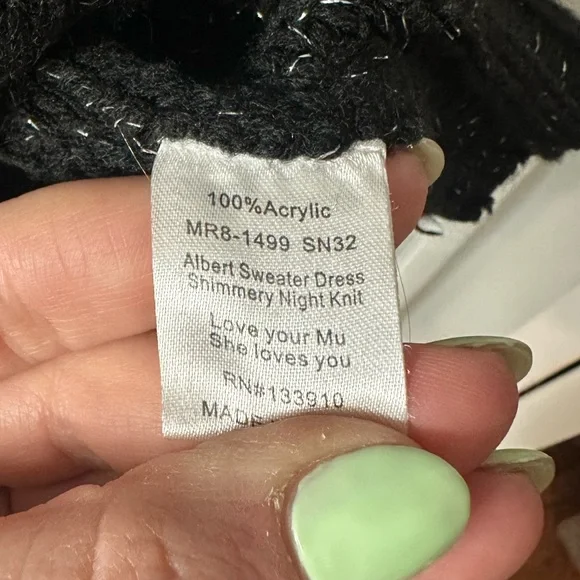 100%Acrylic
MR8-1499 SN32
Albert Sweater Dress
Shimmery Night Knit
Love your Mu
She loves you
RN#133910
MADE